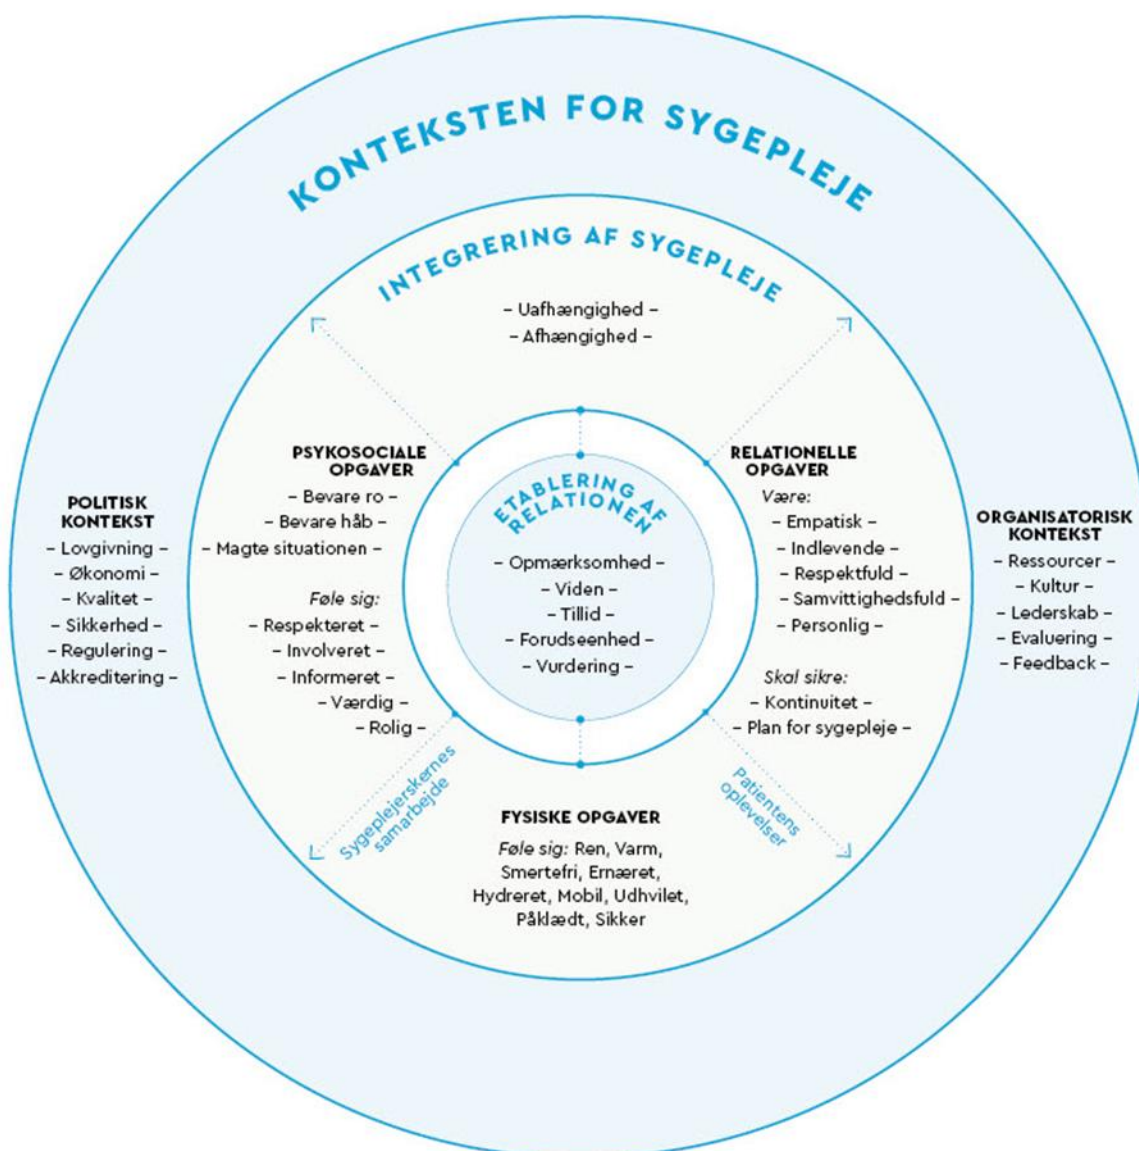 KONTEKSTEN FOR SYGEPLEJE
INTEGRERING AF SYGEPLEJE
– Uafhængighed –
– Afhængighed –
PSYKOSOCIALE
OPGAVER
– Bevare ro –
– Bevare håb –
– Magte situationen –
Føle sig:
– Respekteret –
– Involveret –
– Informeret –
– Værdig –
– Rolig –
RELATIONELLE
OPGAVER
Være:
– Empatisk –
– Indlevende –
– Respektfuld –
– Samvittighedsfuld –
– Personlig –
Skal sikre:
– Kontinuitet –
– Plan for sygepleje –
POLITISK
KONTEKST
– Lovgivning –
– Økonomi –
– Kvalitet –
– Sikkerhed –
– Regulering –
– Akkreditering –
ETABLERING AF
RELATIONEN
– Opmærksomhed –
– Viden –
– Tillid –
– Forudseenhed –
– Vurdering –
ORGANISATORISK
KONTEKST
– Ressourcer –
– Kultur –
– Lederskab –
– Evaluering –
– Feedback –
Sygeplejerskernes
samarbejde
Patientens
oplevelser
FYSISKE OPGAVER
Føle sig: Ren, Varm,
Smertefri, Ernæret,
Hydreret, Mobil, Udhvilet,
Påklædt, Sikker